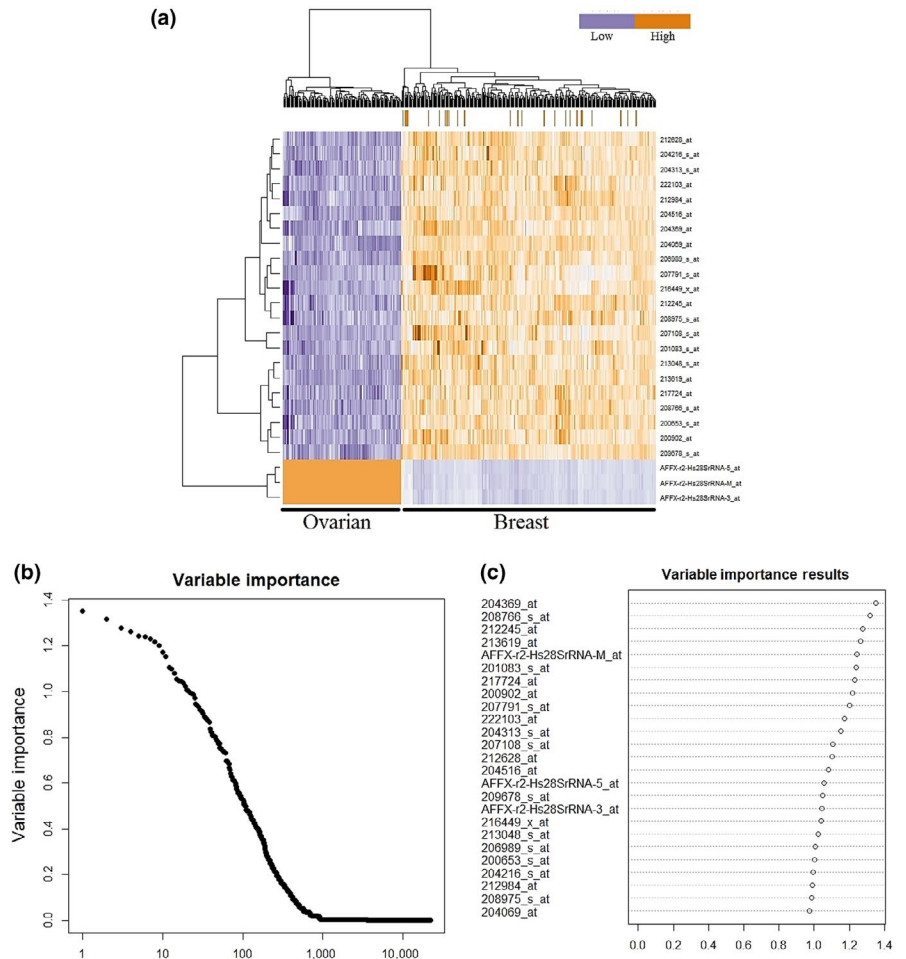 (a)
Low High
212628_at
204216_s_at
204313_s_at
222103_at
212984_at
204516_at
204369_at
204069_at
206989_s_at
207791_s_at
216449_x_at
212245_at
208975_s_at
207108_s_at
201083_s_at
213048_s_at
213619_at
217724_at
208766_s_at
200653_s_at
200902_at
209678_s_at
AFFX-r2-Hs28SrRNA-5_at
AFFX-r2-Hs28SrRNA-M_at
AFFX-r2-Hs28SrRNA-3_at
Ovarian Breast
(b)
Variable importance
Variable importance
1.4
1.2
1.0
0.8
0.6
0.4
0.2
0.0
1 10 100 1,000 10,000
(c)
Variable importance results
204369_at
208766_s_at
212245_at
213619_at
AFFX-r2-Hs28SrRNA-M_at
201083_s_at
217724_at
200902_at
207791_s_at
222103_at
204313_s_at
207108_s_at
212628_at
204516_at
AFFX-r2-Hs28SrRNA-5_at
209678_s_at
AFFX-r2-Hs28SrRNA-3_at
216449_x_at
213048_s_at
206989_s_at
200653_s_at
204216_s_at
212984_at
208975_s_at
204069_at
0.0 0.2 0.4 0.6 0.8 1.0 1.2 1.4